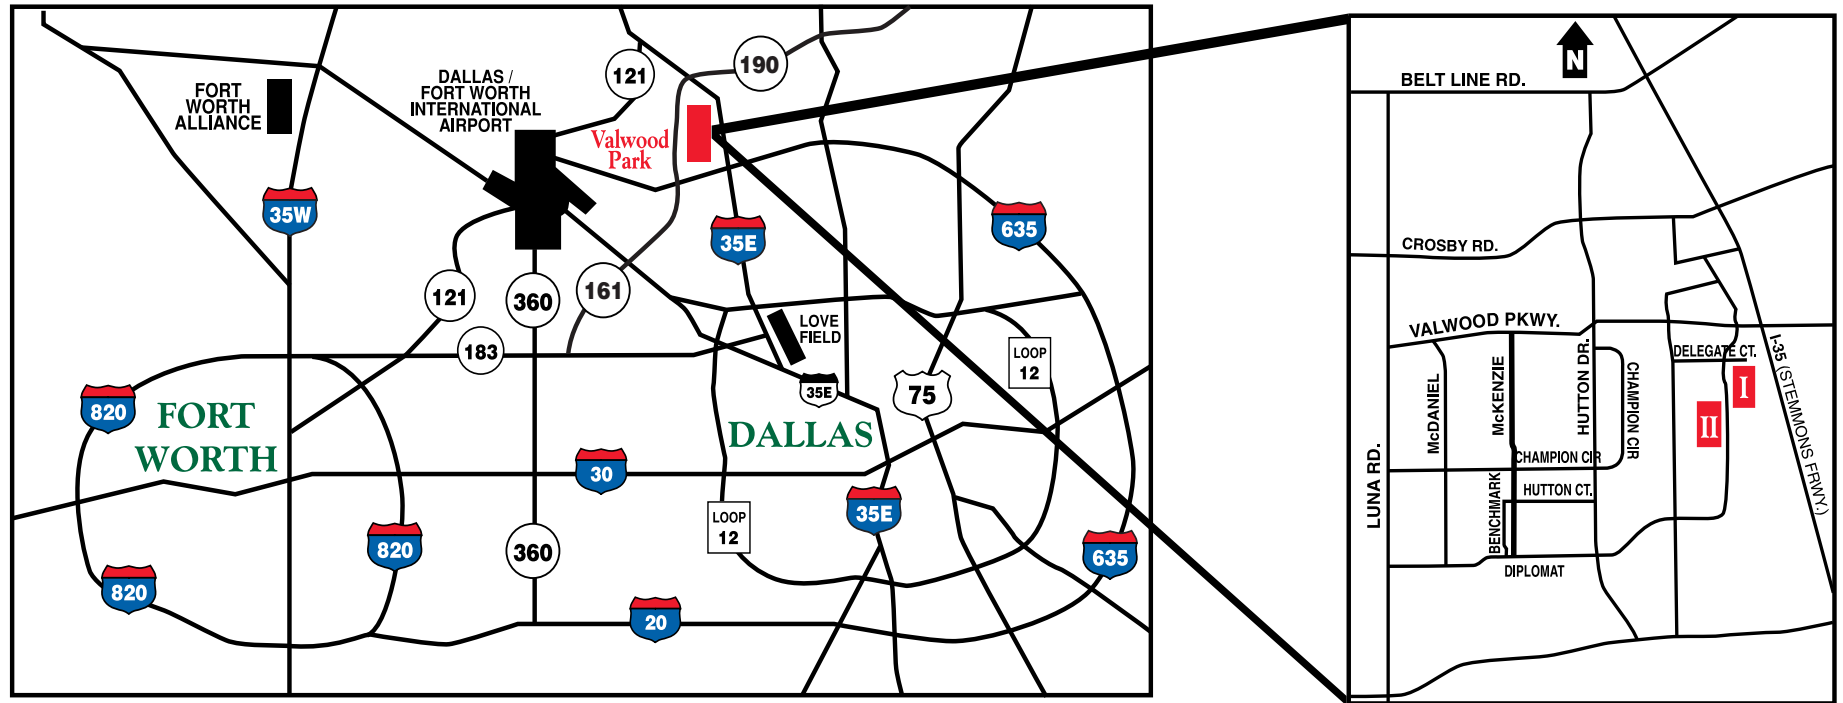 FORT
WORTH
ALLIANCE
DALLAS /
FORT WORTH
INTERNATIONAL
AIRPORT
121
190
Valwood
Park
35W
35E
635
121
360
161
183
LOVE
FIELD
LOOP
12
35E
75
820
FORT
WORTH
DALLAS
30
LOOP
12
35E
820
360
635
820
20
N
BELT LINE RD.
CROSBY RD.
VALWOOD PKWY.
I-35 (STEMMONS FRWY.)
DELEGATE CT.
McDANIEL
McKENZIE
HUTTON DR.
CHAMPION CIR
I
II
LUNA RD.
CHAMPION CIR
BENCHMARK
HUTTON CT.
DIPLOMAT